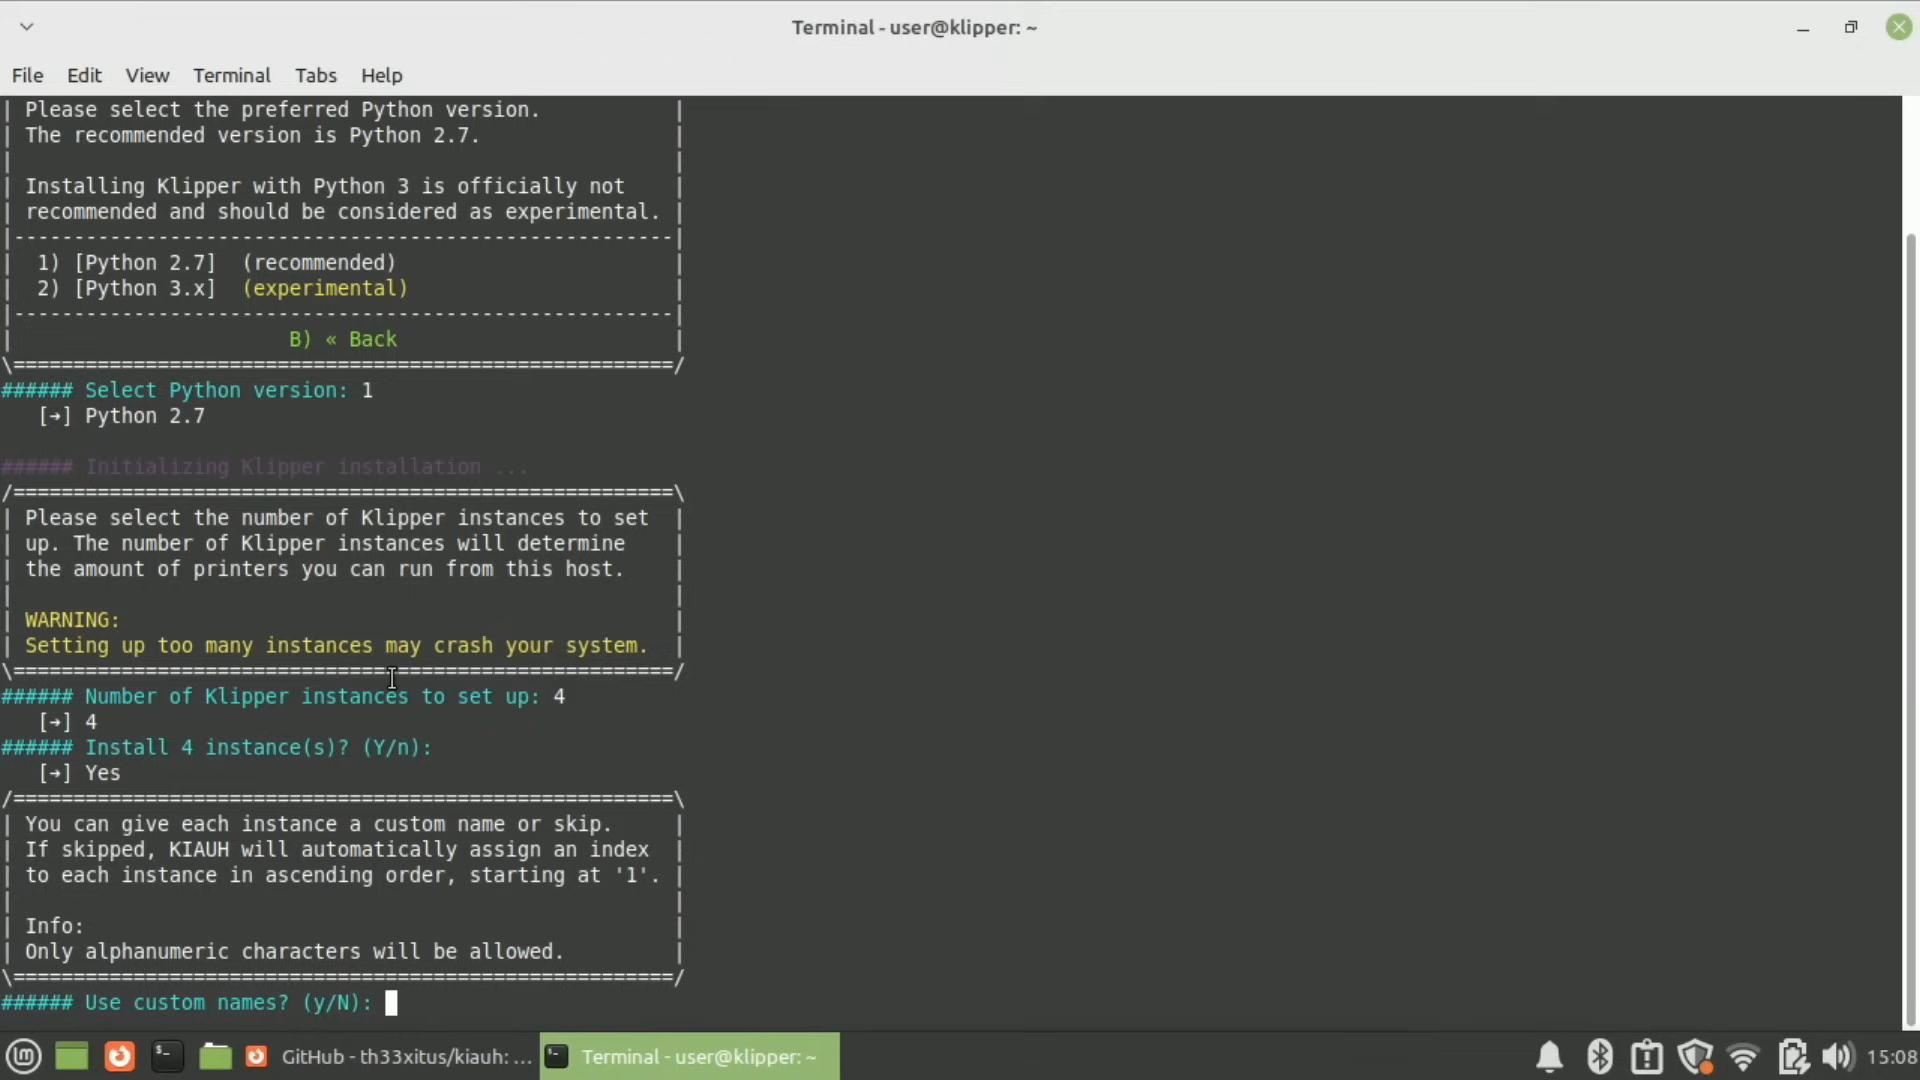 Terminal - user@klipper: ~
File Edit View Terminal Tabs Help
| Please select the preferred Python version. |
| The recommended version is Python 2.7. |
| |
| Installing Klipper with Python 3 is officially not |
| recommended and should be considered as experimental. |
|-------------------------------------------------------|
| 1) [Python 2.7] (recommended) |
| 2) [Python 3.x] (experimental) |
|-------------------------------------------------------|
| B) « Back |
\=======================================================/
###### Select Python version: 1
[➔] Python 2.7
###### Initializing Klipper installation ...
/=======================================================\
| Please select the number of Klipper instances to set |
| up. The number of Klipper instances will determine |
| the amount of printers you can run from this host. |
| |
| WARNING: |
| Setting up too many instances may crash your system. |
\=======================================================/
###### Number of Klipper instances to set up: 4
[➔] 4
###### Install 4 instance(s)? (Y/n):
[➔] Yes
/=======================================================\
| You can give each instance a custom name or skip. |
| If skipped, KIAUH will automatically assign an index |
| to each instance in ascending order, starting at '1'. |
| |
| Info: |
| Only alphanumeric characters will be allowed. |
\=======================================================/
###### Use custom names? (y/N):
GitHub - th33xitus/kiauh: ... Terminal - user@klipper: ~ 15:08